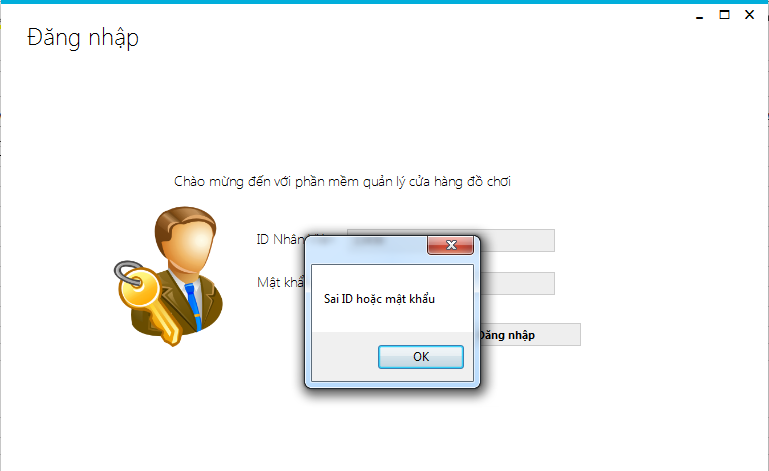 Đăng nhập
Chào mừng đến với phần mềm quản lý cửa hàng đồ chơi
ID Nhân
Mật khẩ
Sai ID hoặc mật khẩu
OK
Đăng nhập